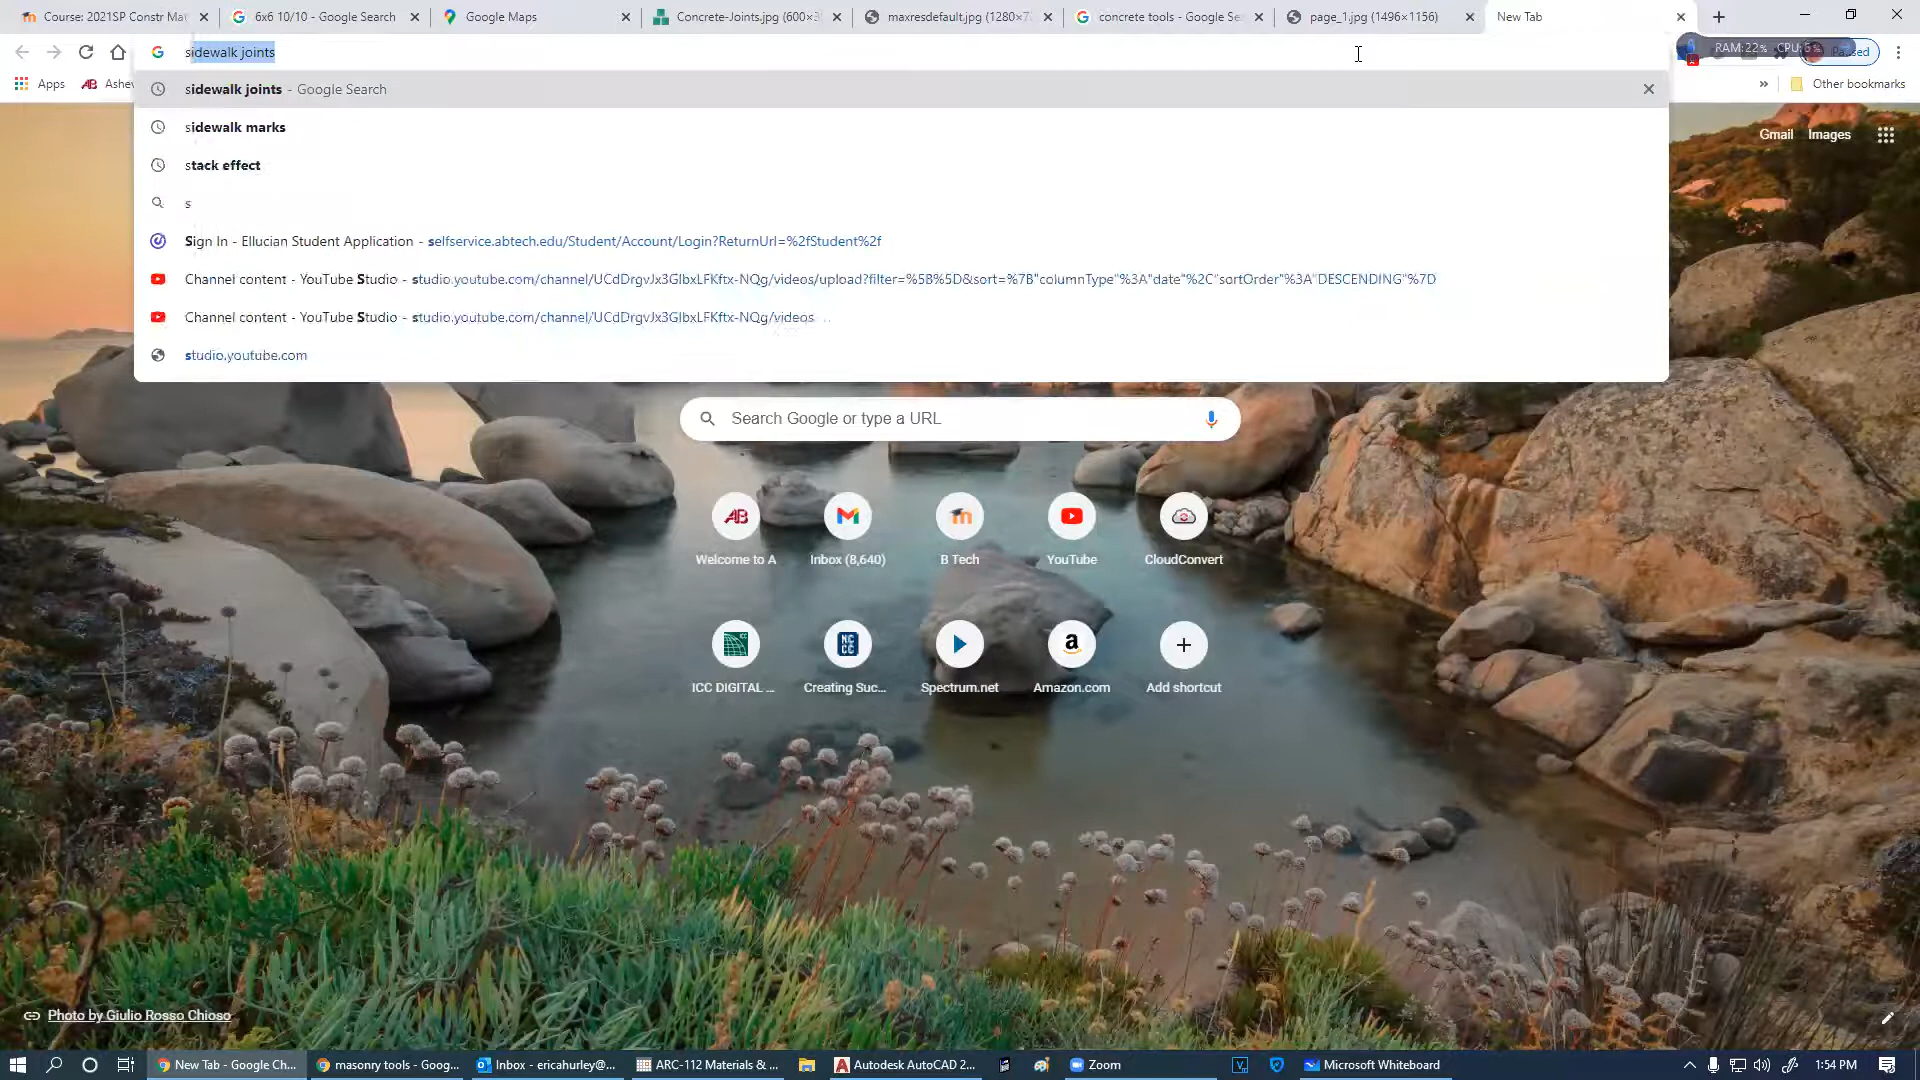 Course: 2021SP Constr Ma
6x6 10/10 - Google Search
Google Maps
Concrete-Joints.jpg (600×3
maxresdefault.jpg (1280×7
concrete tools - Google Se
page_1.jpg (1496×1156)
New Tab
sidewalk joints
RAM:22% CPU: 6%
Paused
Apps
Ashev
Other bookmarks
sidewalk joints - Google Search
sidewalk marks
stack effect
s
Sign In - Ellucian Student Application - selfservice.abtech.edu/Student/Account/Login?ReturnUrl=%2fStudent%2f
Channel content - YouTube Studio - studio.youtube.com/channel/UCdDrgvJx3GlbxLFKftx-NQg/videos/upload?filter=%5B%5D&sort=%7B"columnType"%3A"date"%2C"sortOrder"%3A"DESCENDING"%7D
Channel content - YouTube Studio - studio.youtube.com/channel/UCdDrgvJx3GlbxLFKftx-NQg/videos
studio.youtube.com
Gmail Images
Search Google or type a URL
Welcome to A
Inbox (8,640)
B Tech
YouTube
CloudConvert
ICC DIGITAL ...
Creating Suc...
Spectrum.net
Amazon.com
Add shortcut
Photo by Giulio Rosso Chioso
New Tab - Google Ch...
masonry tools - Goog...
Inbox - ericahurley@...
ARC-112 Materials & ...
Autodesk AutoCAD 2...
Zoom
Microsoft Whiteboard
1:54 PM